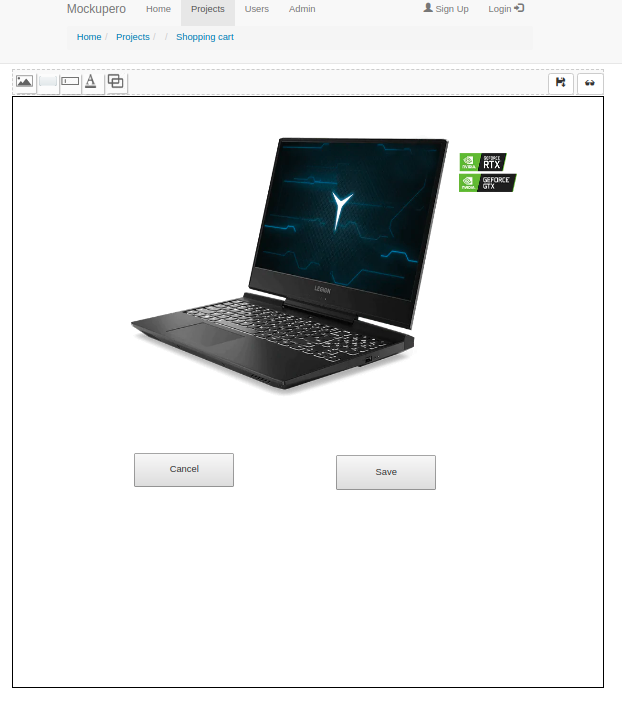 Mockupero Home Projects Users Admin Sign Up Login
Home / Projects / / Shopping cart
A
GEFORCE RTX
NVIDIA
GEFORCE GTX
NVIDIA
LEGION
Cancel Save